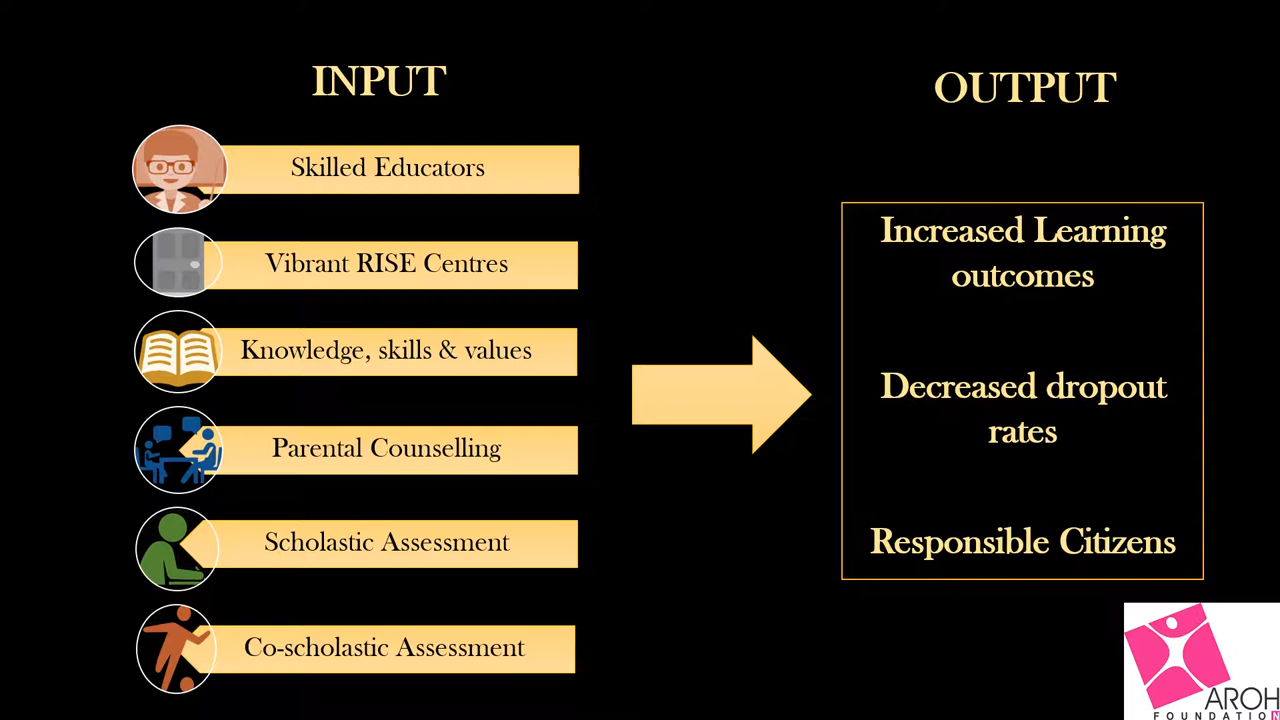 INPUT
Skilled Educators
Vibrant RISE Centres
Knowledge, skills & values
Parental Counselling
Scholastic Assessment
Co-scholastic Assessment
OUTPUT
Increased Learning
outcomes
Decreased dropout
rates
Responsible Citizens
AROH
FOUNDATION